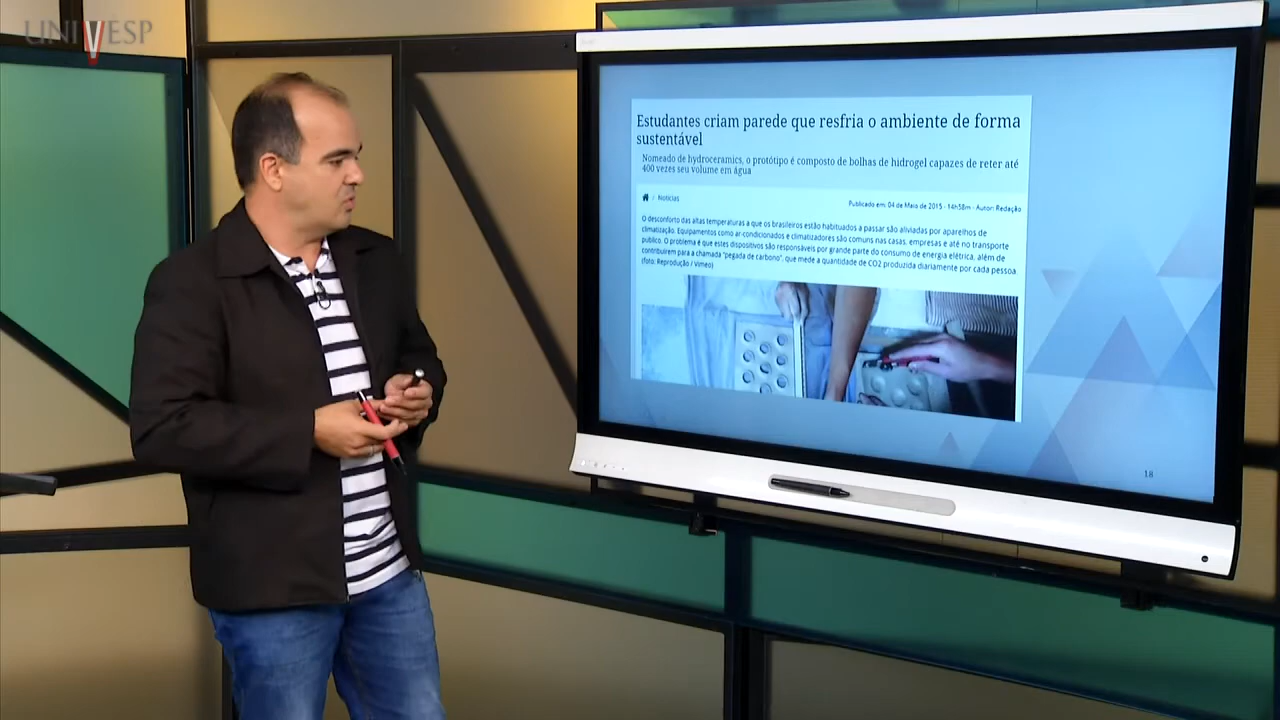 UNIVESP
Estudantes criam parede que resfria o ambiente de forma
sustentável
Nomeado de hydroceramics, o protótipo é composto de bolhas de hidrogel capazes de reter até
400 vezes seu volume em água
/ Notícias
Publicado em: 04 de Maio de 2015 - 14h58m - Autor: Redação
O desconforto das altas temperaturas a que os brasileiros estão habituados a passar são aliviadas por aparelhos de
climatização. Equipamentos como ar-condicionados e climatizadores são comuns nas casas, empresas e até no transporte
público. O problema é que estes dispositivos são responsáveis por grande parte do consumo de energia elétrica, além de
contribuírem para a chamada "pegada de carbono", que mede a quantidade de CO2 produzida diariamente por cada pessoa
(foto: Reprodução / Vimeo)
18